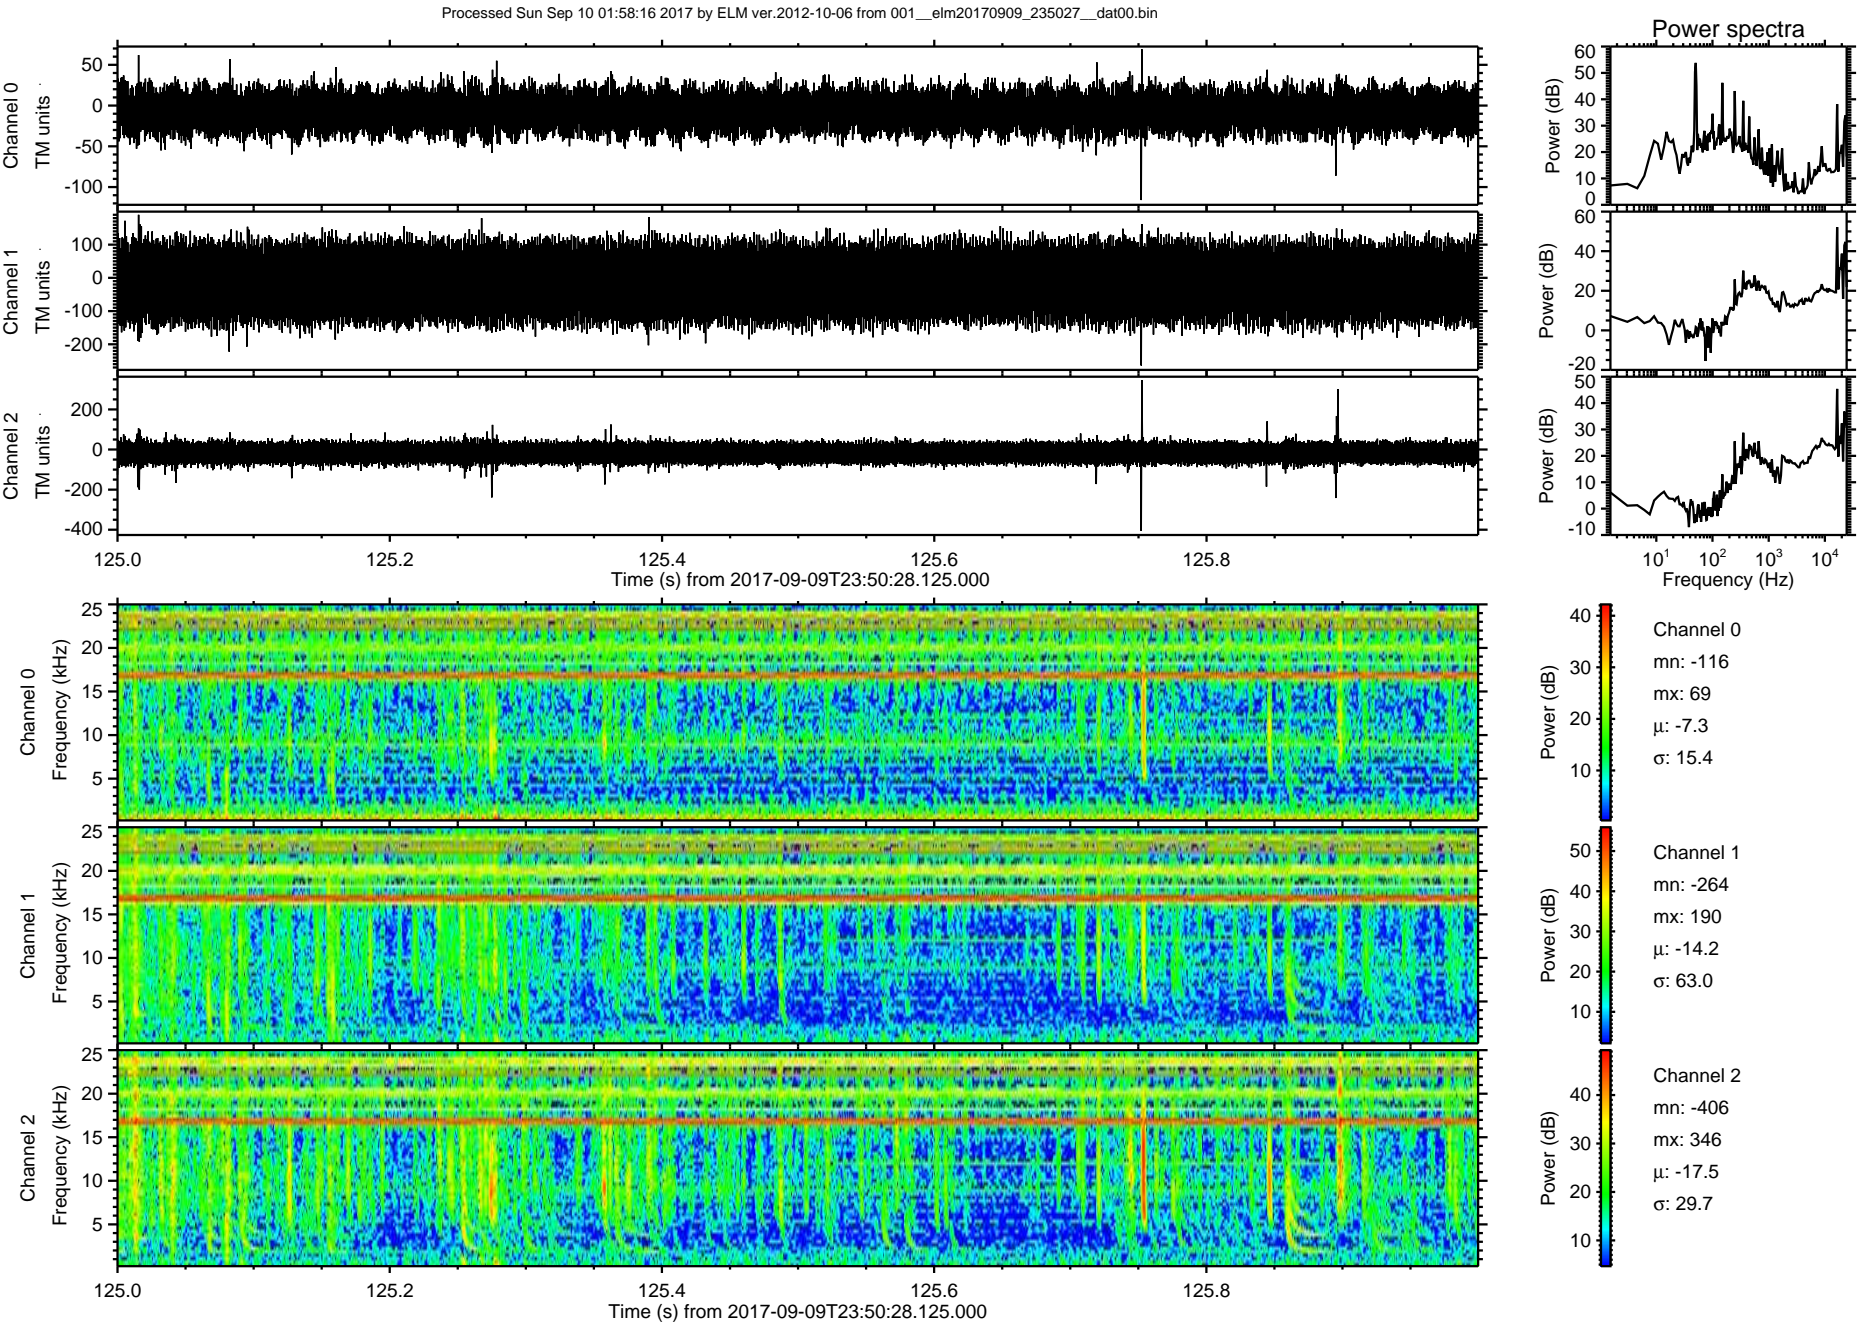 Processed Sun Sep 10 01:58:16 2017 by ELM ver.2012-10-06 from 001__elm20170909_235027__dat00.bin
Power spectra
Channel 0
TM units
50
0
-50
-100
Power (dB)
60
50
40
30
20
10
0
Channel 1
TM units
100
0
-100
-200
Power (dB)
60
40
20
0
-20
Channel 2
TM units
200
0
-200
-400
Power (dB)
50
40
30
20
10
0
-10
125.0 125.2 125.4 125.6 125.8
Time (s) from 2017-09-09T23:50:28.125.000
10¹ 10² 10³ 10⁴
Frequency (Hz)
Channel 0
Frequency (kHz)
25
20
15
10
5
Power (dB)
40
30
20
10
Channel 0
mn: -116
mx: 69
μ: -7.3
σ: 15.4
Channel 1
Frequency (kHz)
25
20
15
10
5
Power (dB)
50
40
30
20
10
Channel 1
mn: -264
mx: 190
μ: -14.2
σ: 63.0
Channel 2
Frequency (kHz)
25
20
15
10
5
Power (dB)
40
30
20
10
Channel 2
mn: -406
mx: 346
μ: -17.5
σ: 29.7
125.0 125.2 125.4 125.6 125.8
Time (s) from 2017-09-09T23:50:28.125.000